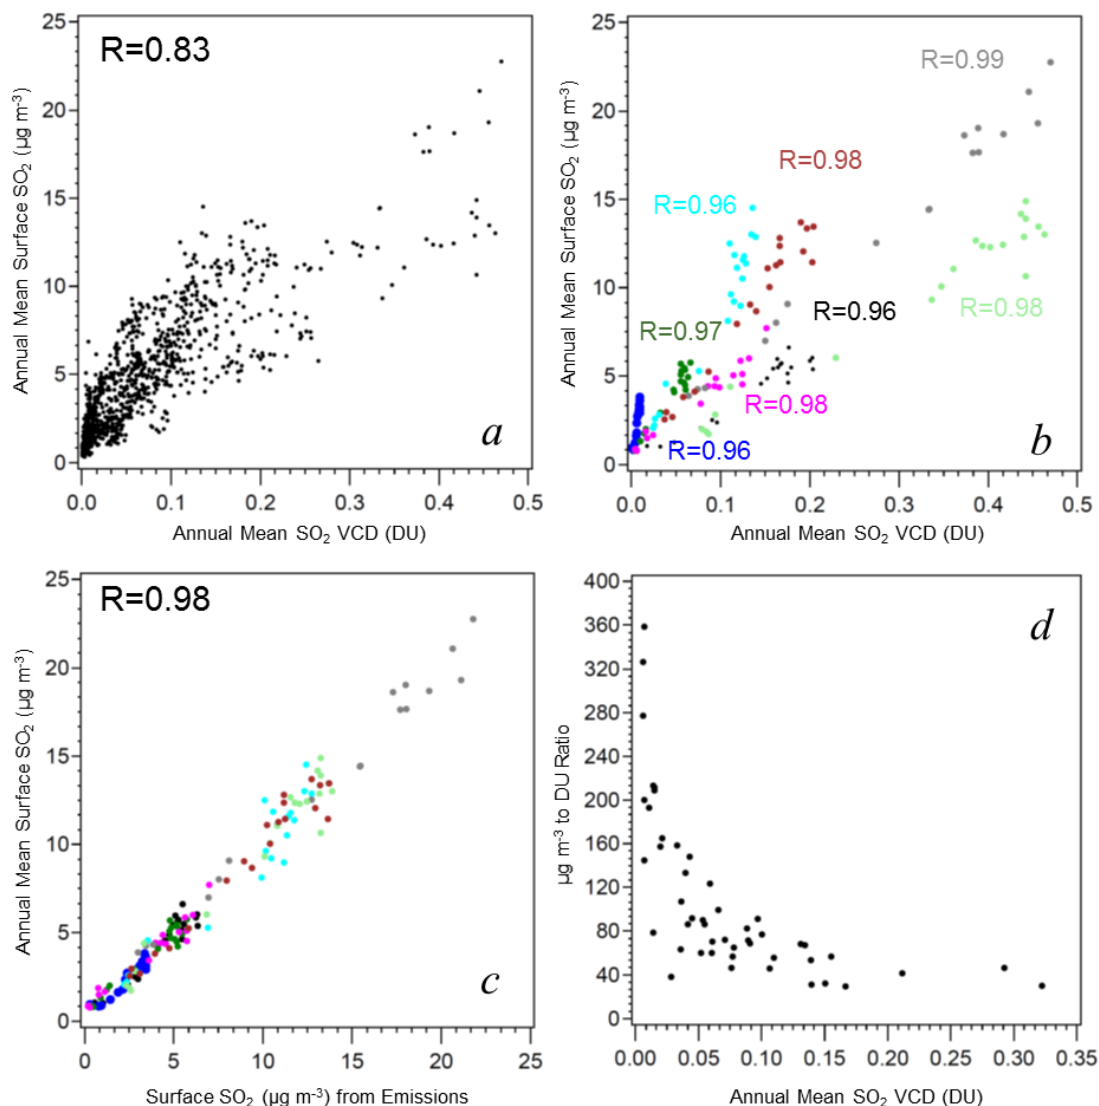 R=0.83
a
Annual Mean Surface SO₂ (µg m⁻³)
25
20
15
10
5
0
0.0 0.1 0.2 0.3 0.4 0.5
Annual Mean SO₂ VCD (DU)
R=0.99
R=0.98
R=0.96
R=0.96
R=0.97
R=0.98
R=0.98
R=0.96
b
Annual Mean Surface SO₂ (µg m⁻³)
25
20
15
10
5
0
0.0 0.1 0.2 0.3 0.4 0.5
Annual Mean SO₂ VCD (DU)
R=0.98
c
Annual Mean Surface SO₂ (µg m⁻³)
25
20
15
10
5
0
0 5 10 15 20 25
Surface SO₂ (µg m⁻³) from Emissions
d
µg m⁻³ to DU Ratio
400
360
320
280
240
200
160
120
80
40
0
0.00 0.05 0.10 0.15 0.20 0.25 0.30 0.35
Annual Mean SO₂ VCD (DU)